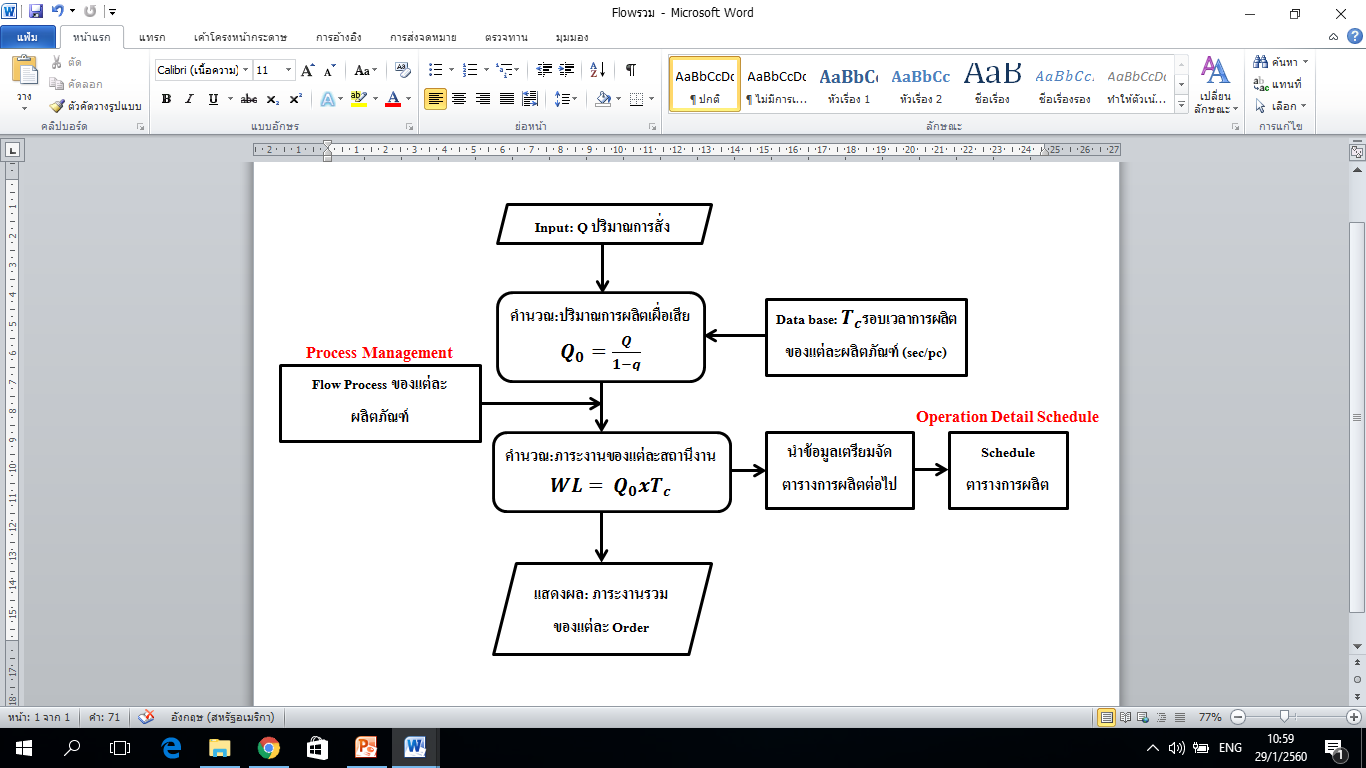 Flowรวม - Microsoft Word
แฟ้ม หน้าแรก แทรก เค้าโครงหน้ากระดาษ การอ้างอิง การส่งจดหมาย ตรวจทาน มุมมอง
วาง
ตัด
คัดลอก
ตัวคัดวางรูปแบบ
คลิปบอร์ด
Calibri (เนื้อความ) 11
แบบอักษร
ย่อหน้า
AaBbCcDc AaBbCcDc AaBbC AaBbCc AaB AaBbCc AaBbCcDc
¶ ปกติ ¶ ไม่มีการเ... หัวเรื่อง 1 หัวเรื่อง 2 ชื่อเรื่อง ชื่อเรื่องรอง ทำให้ตัวเน้...
ลักษณะ
เปลี่ยน
ลักษณะ
ค้นหา
แทนที่
เลือก
การแก้ไข
Input: Q ปริมาณการสั่ง
คำนวณ:ปริมาณการผลิตเผื่อเสีย
Q₀ = Q/(1−q)
Data base: T_c รอบเวลาการผลิต
ของแต่ละผลิตภัณฑ์ (sec/pc)
Process Management
Flow Process ของแต่ละ
ผลิตภัณฑ์
Operation Detail Schedule
คำนวณ:ภาระงานของแต่ละสถานีงาน
WL = Q₀xT_c
นำข้อมูลเตรียมจัด
ตารางการผลิตต่อไป
Schedule
ตารางการผลิต
แสดงผล: ภาระงานรวม
ของแต่ละ Order
หน้า: 1 จาก 1 คำ: 71 อังกฤษ (สหรัฐอเมริกา) 77%
ENG
10:59
29/1/2560